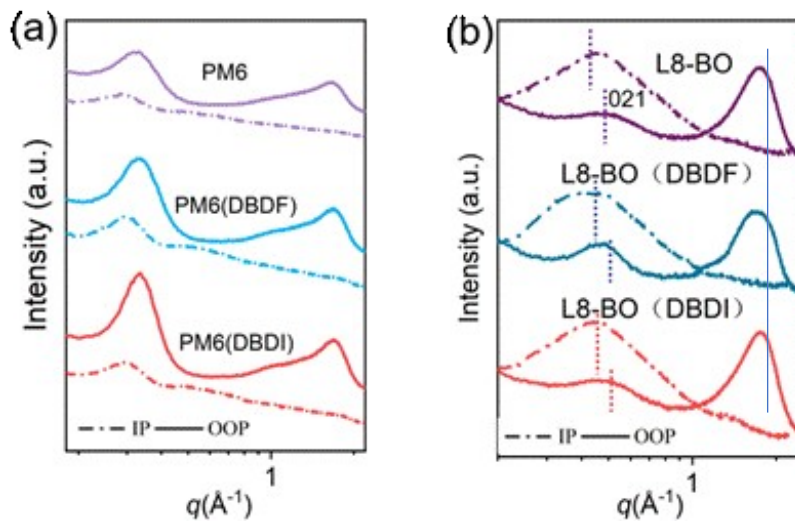 (a)
PM6
PM6(DBDF)
PM6(DBDI)
IP OOP
Intensity (a.u.)
1
q(Å⁻¹)
(b)
L8-BO
021
L8-BO（DBDF）
L8-BO（DBDI）
IP OOP
Intensity (a.u.)
1
q(Å⁻¹)